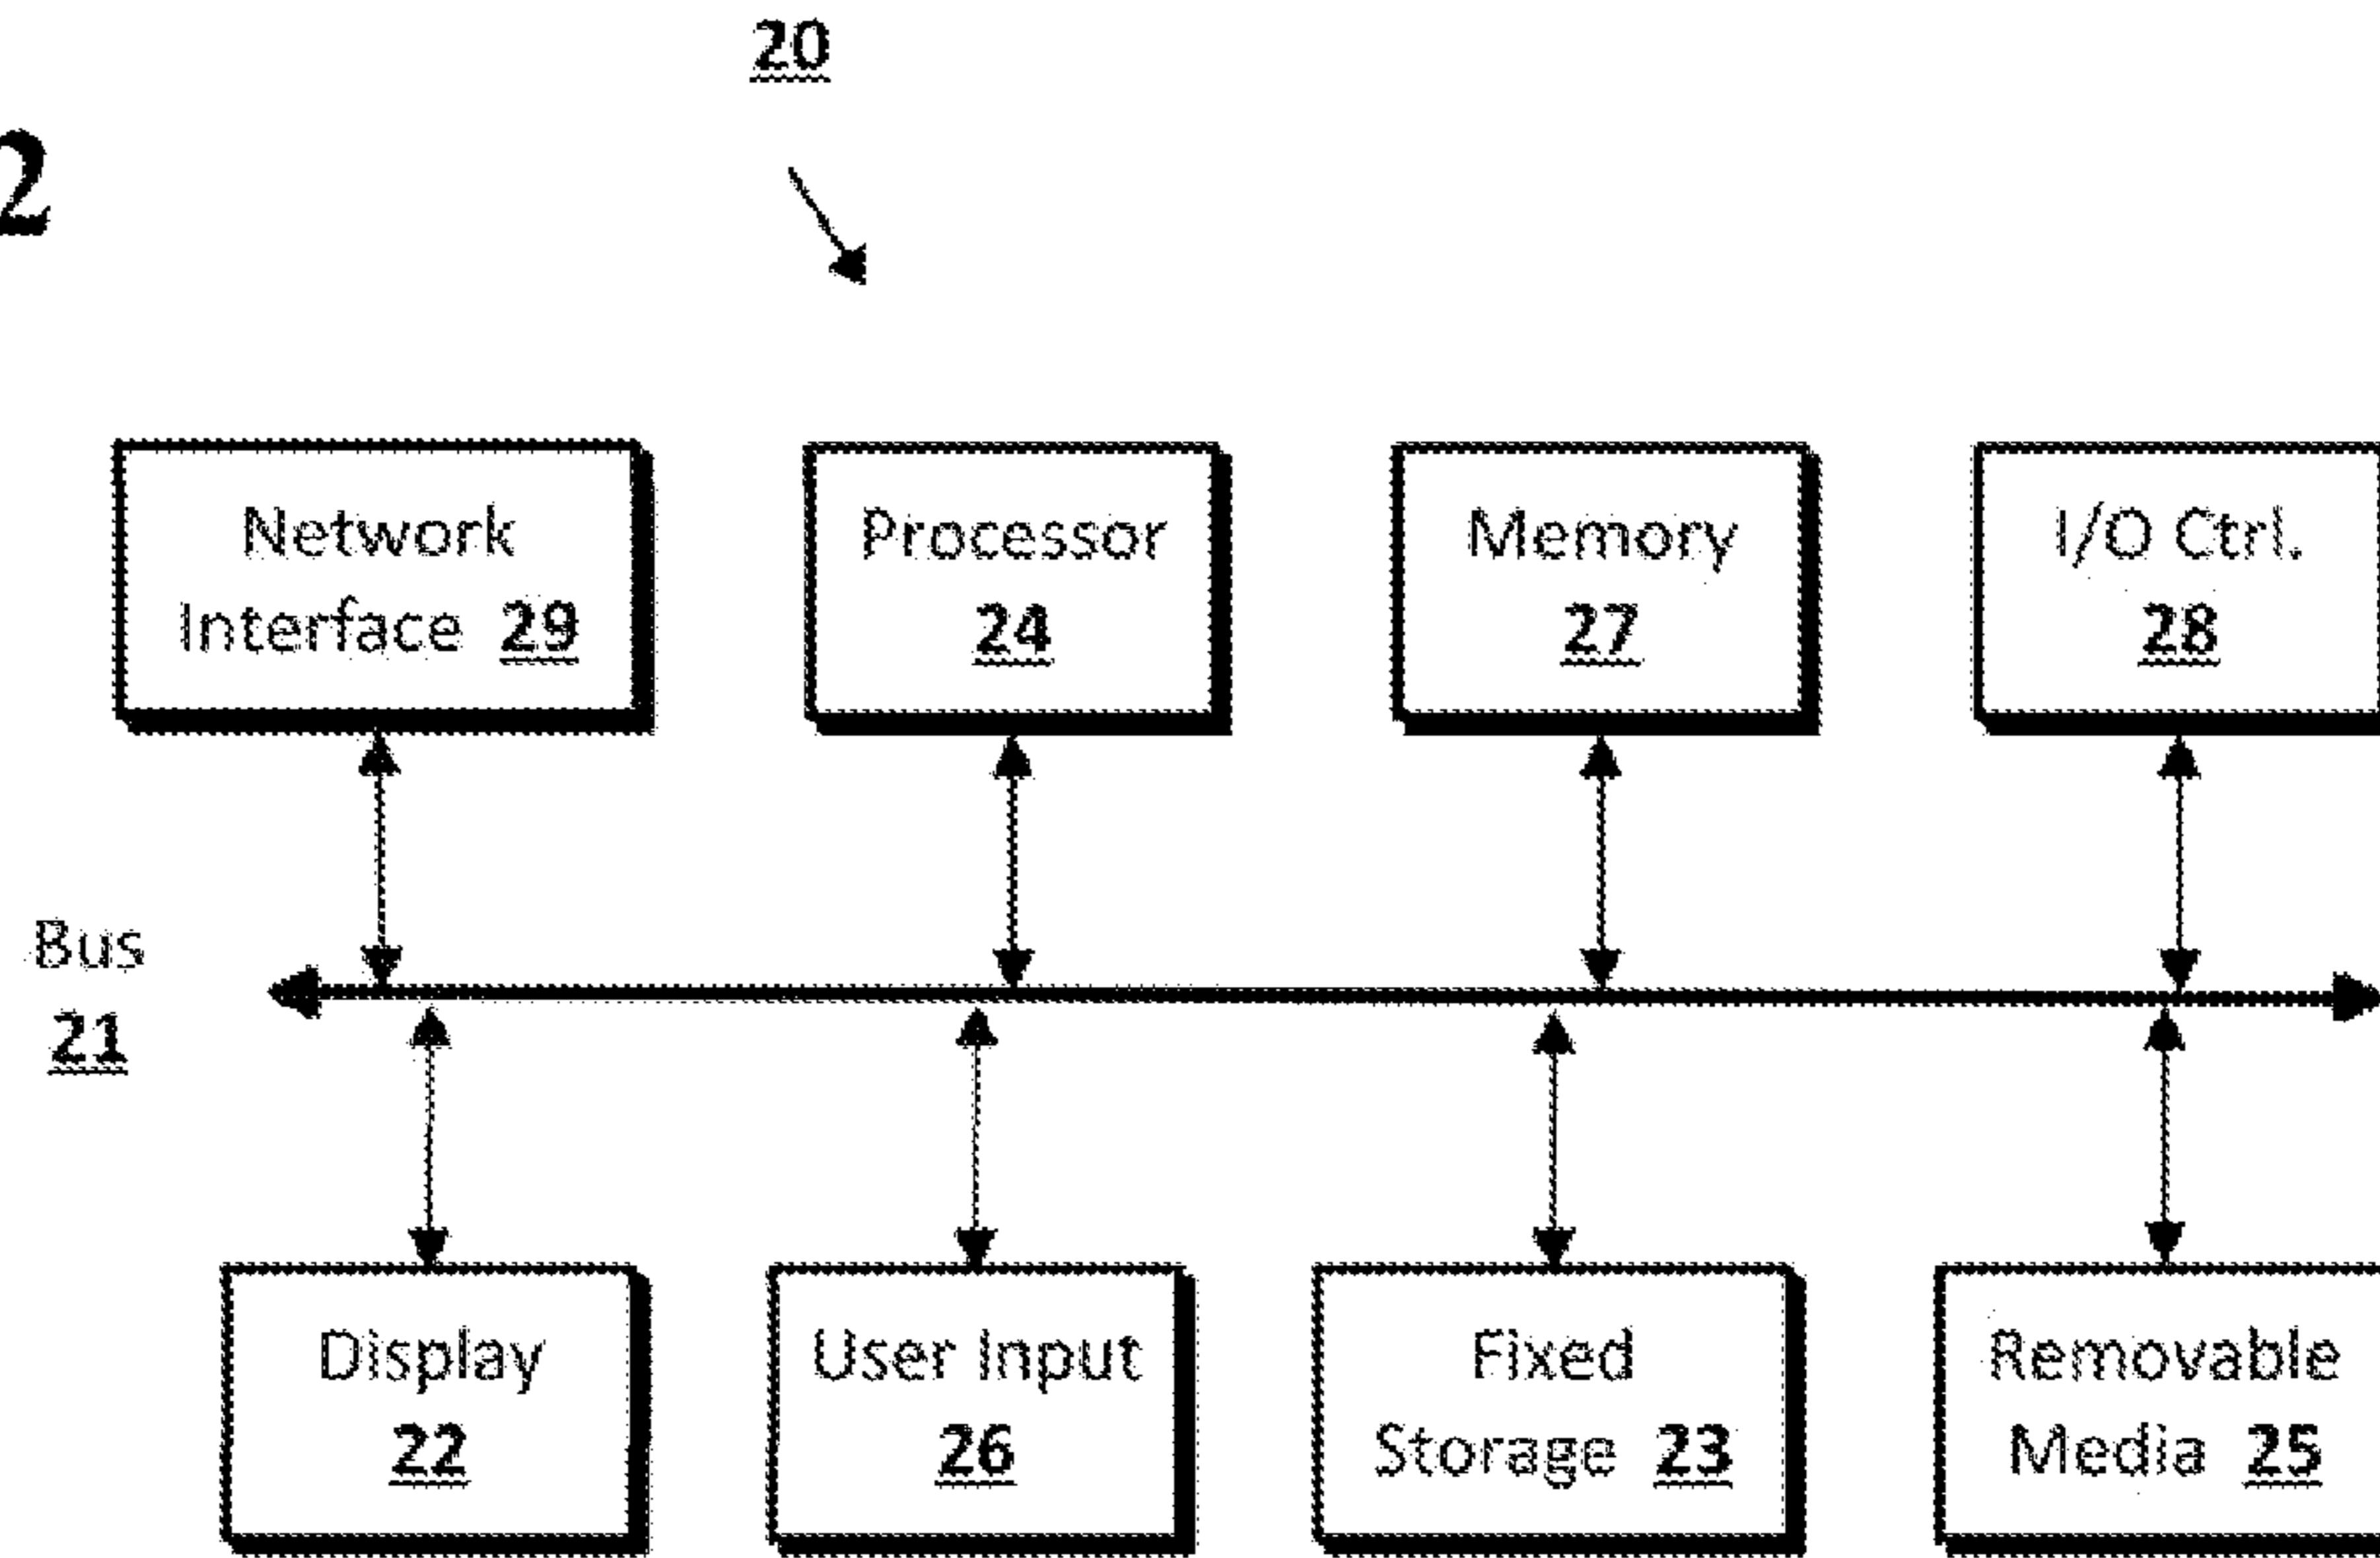 20
2
Network
Interface 29
Processor
24
Memory
27
I/O Ctrl.
28
Bus
21
Display
22
User Input
26
Fixed
Storage 23
Removable
Media 25